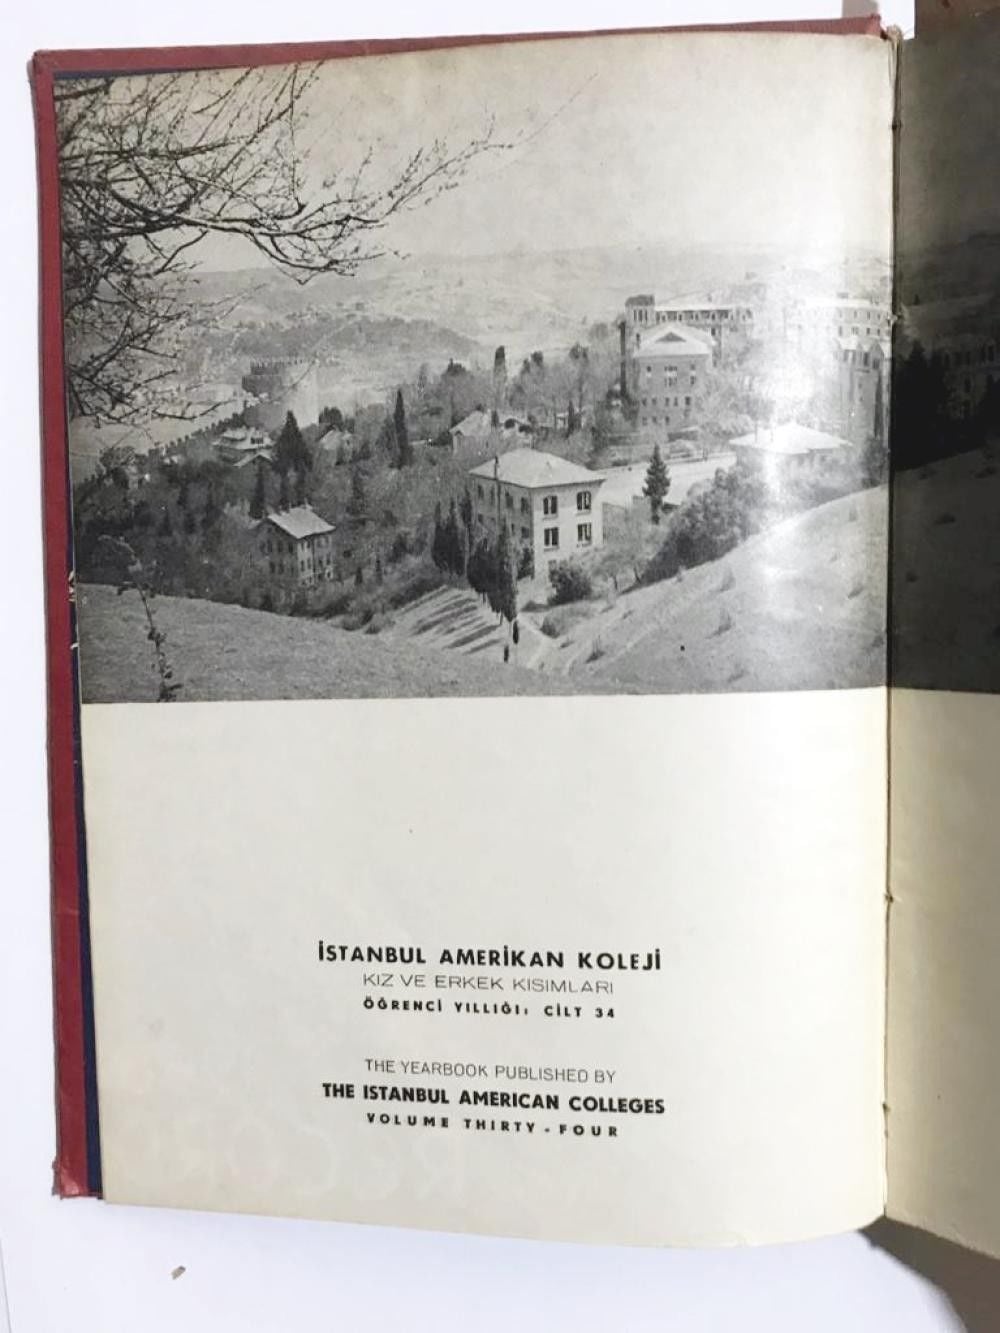 İSTANBUL AMERİKAN KOLEJİ
KIZ VE ERKEK KISIMLARI
ÖĞRENCİ YILLIĞI: CİLT 34
THE YEARBOOK PUBLISHED BY
THE ISTANBUL AMERICAN COLLEGES
VOLUME THIRTY - FOUR